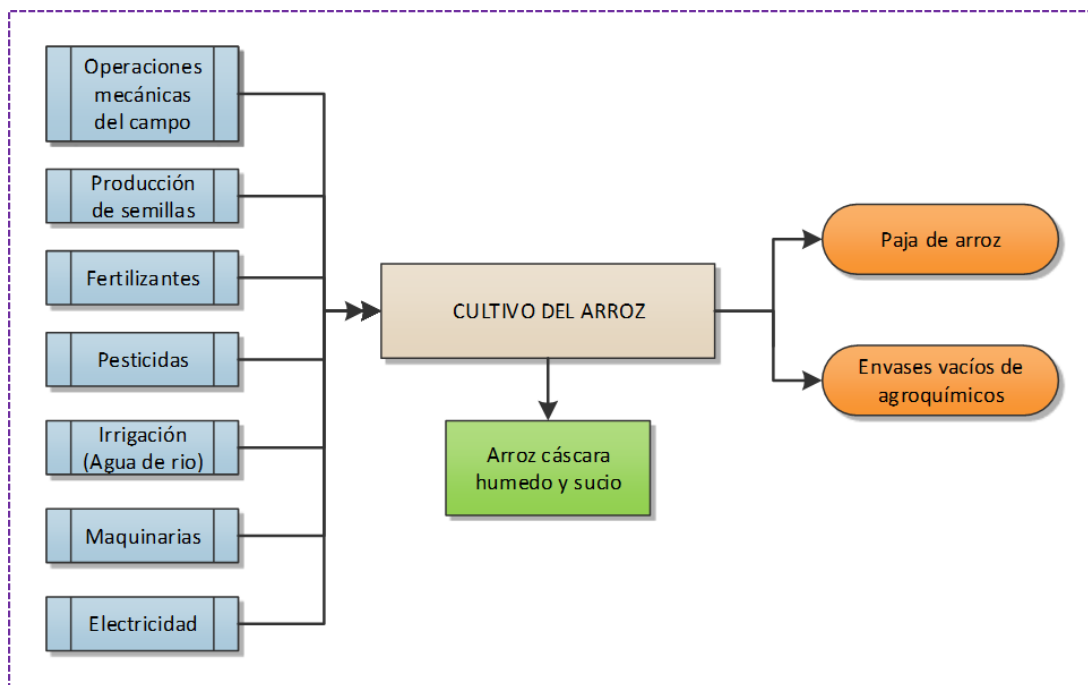 Operaciones
mecánicas
del campo
Producción
de semillas
Fertilizantes
Pesticidas
Irrigación
(Agua de rio)
Maquinarias
Electricidad
CULTIVO DEL ARROZ
Arroz cáscara
humedo y sucio
Paja de arroz
Envases vacíos de
agroquímicos